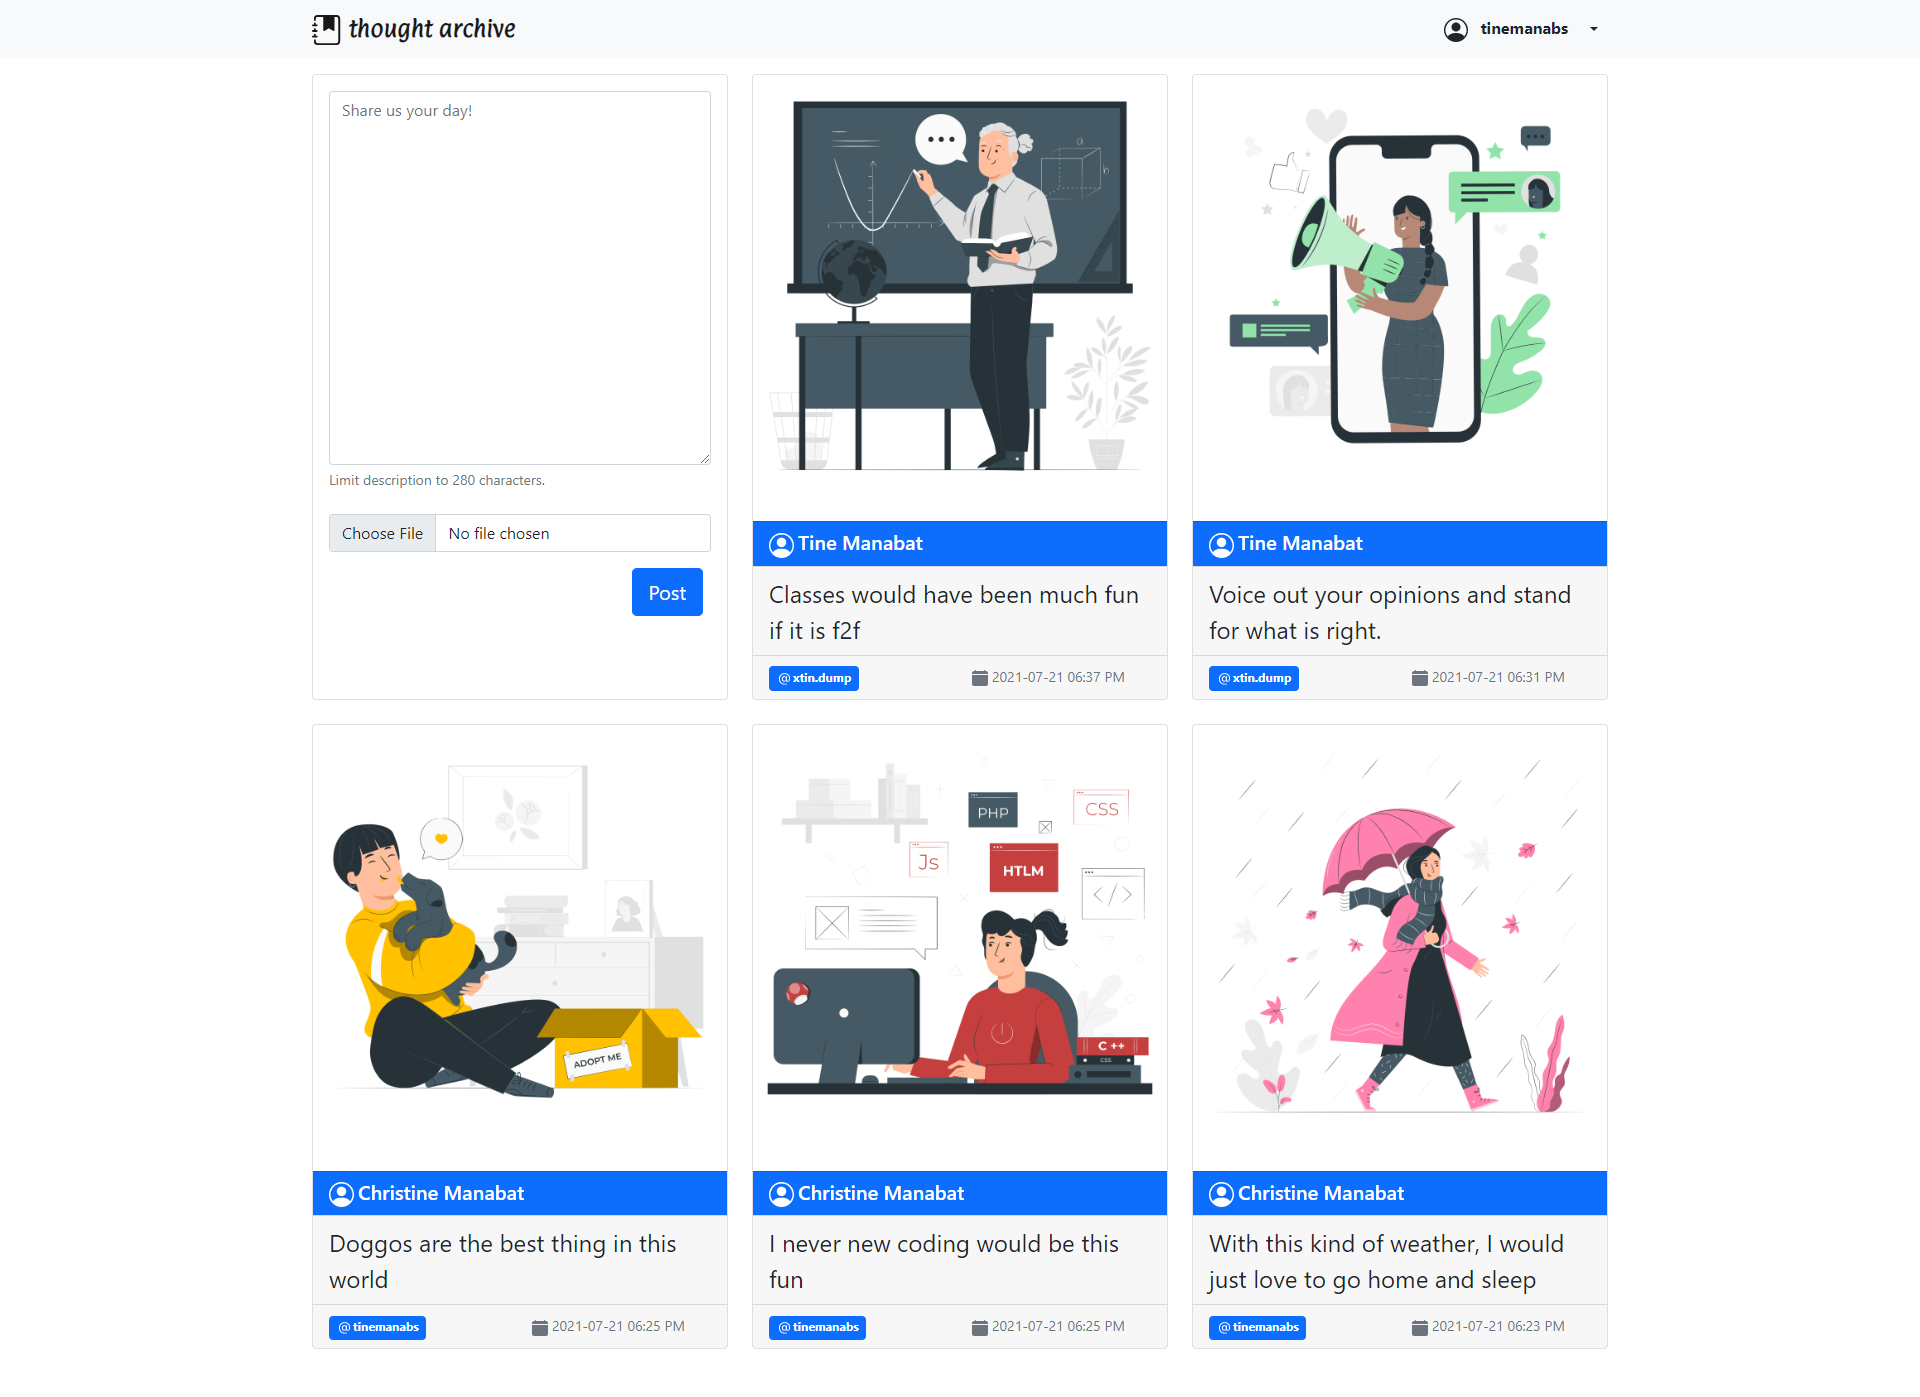 thought archive
tinemanabs
Share us your day!
Limit description to 280 characters.
Choose File No file chosen
Post
a
b
Tine Manabat
Classes would have been much fun
if it is f2f
@xtin.dump 2021-07-21 06:37 PM
Tine Manabat
Voice out your opinions and stand
for what is right.
@xtin.dump 2021-07-21 06:31 PM
ADOPT ME
Christine Manabat
Doggos are the best thing in this
world
@tinemanabs 2021-07-21 06:25 PM
PHP
CSS
Js
HTLM
</>
C ++
CSS
Christine Manabat
I never new coding would be this
fun
@tinemanabs 2021-07-21 06:25 PM
Christine Manabat
With this kind of weather, I would
just love to go home and sleep
@tinemanabs 2021-07-21 06:23 PM